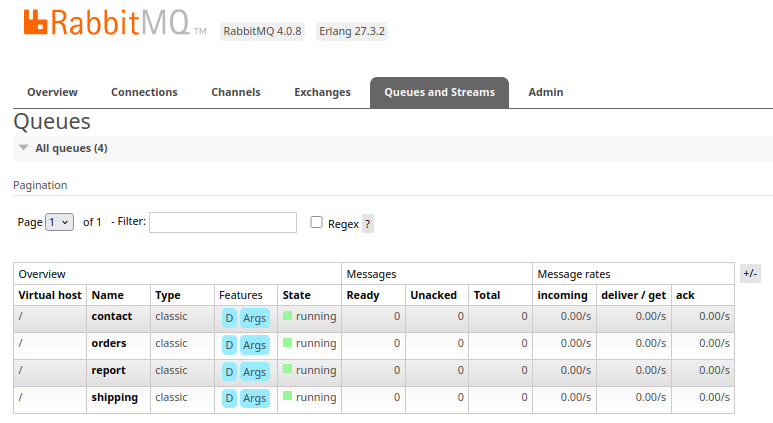 RabbitMQ TM RabbitMQ 4.0.8 Erlang 27.3.2
Overview Connections Channels Exchanges Queues and Streams Admin
Queues
All queues (4)
Pagination
Page 1 of 1 - Filter: Regex ?
Overview Messages Message rates +/-
Virtual host Name Type Features State Ready Unacked Total incoming deliver / get ack
/ contact classic D Args running 0 0 0 0.00/s 0.00/s 0.00/s
/ orders classic D Args running 0 0 0 0.00/s 0.00/s 0.00/s
/ report classic D Args running 0 0 0 0.00/s 0.00/s 0.00/s
/ shipping classic D Args running 0 0 0 0.00/s 0.00/s 0.00/s